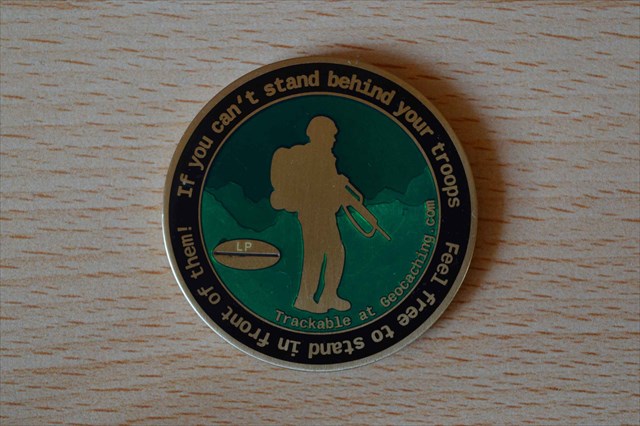 If you can't stand behind your troops
Feel free to stand in front of them!
LP
Trackable at Geocaching.com